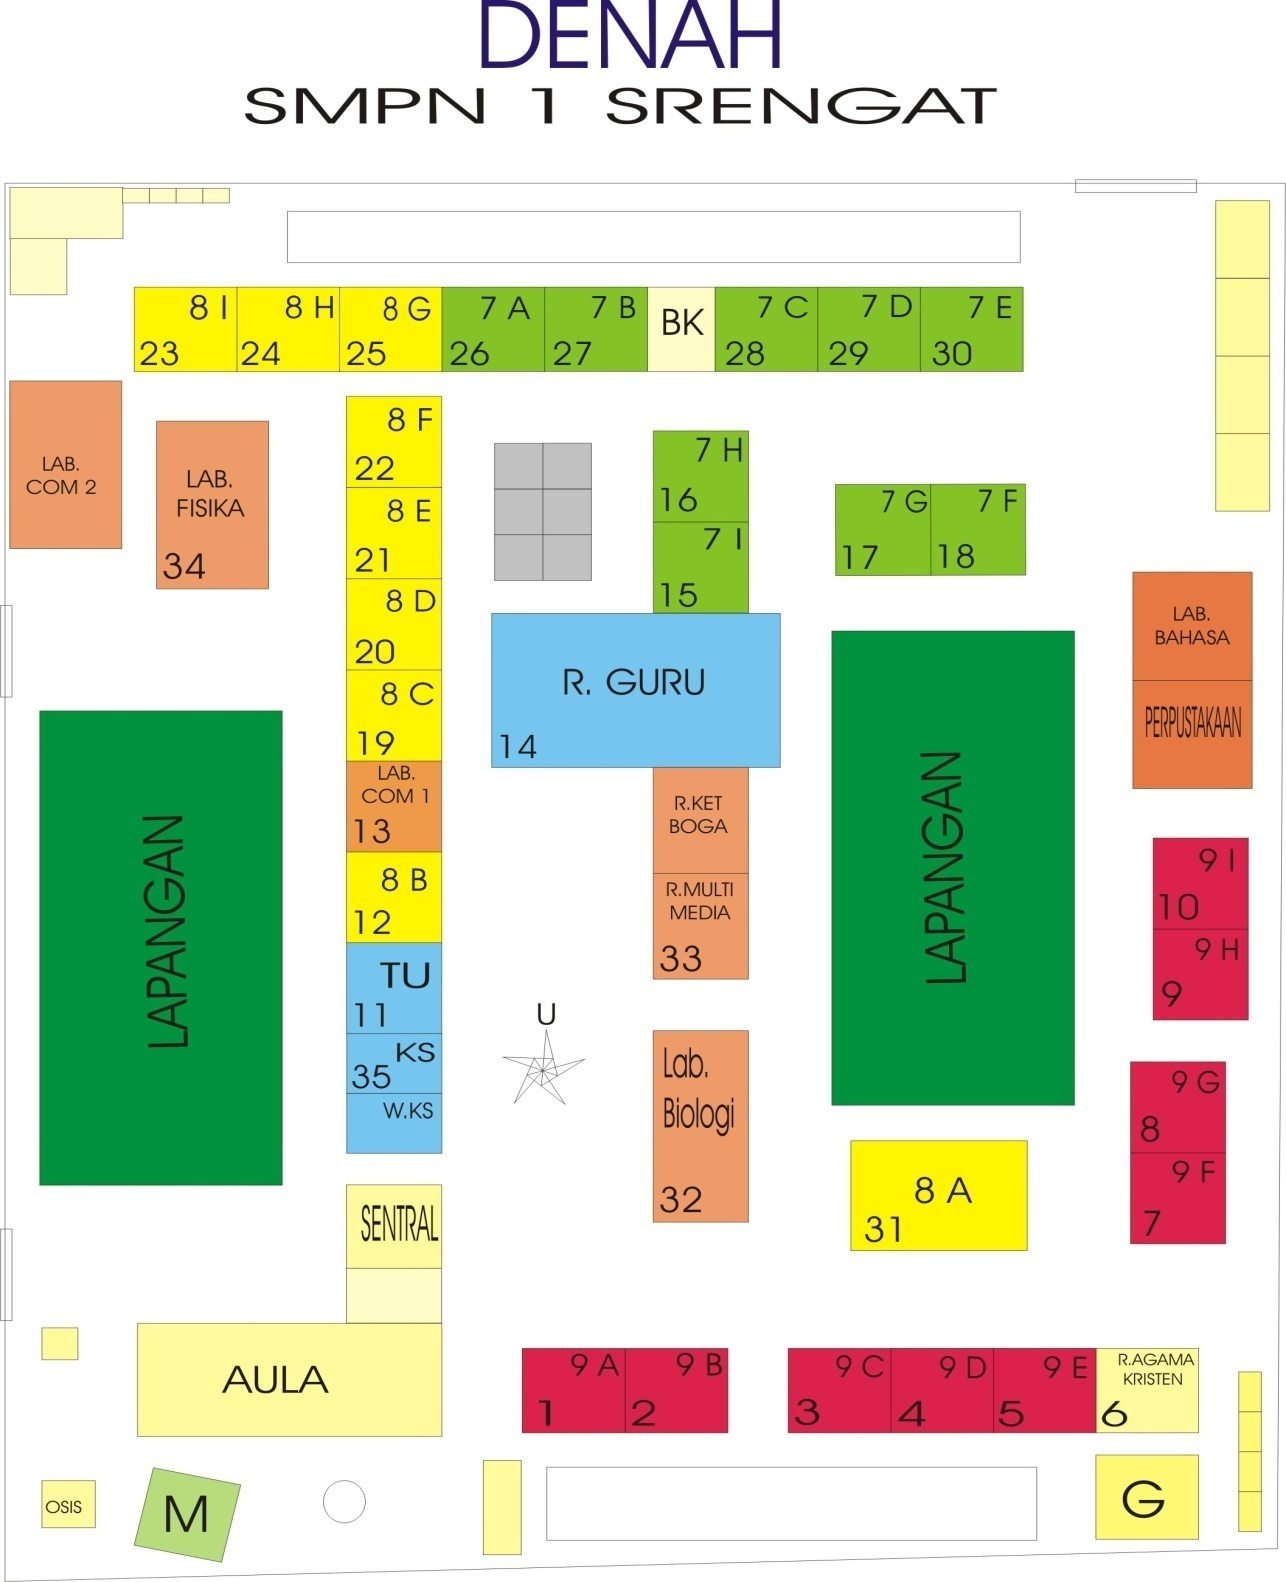 DENAH
SMPN 1 SRENGAT
8 I
23
8 H
24
8 G
25
7 A
26
7 B
27
BK
7 C
28
7 D
29
7 E
30
LAB.
COM 2
LAB.
FISIKA
34
8 F
22
8 E
21
8 D
20
8 C
19
LAB.
COM 1
13
8 B
12
TU
11
KS
35
W.KS
SENTRAL
AULA
LAPANGAN
OSIS
M
7 H
16
7 I
15
7 G
17
7 F
18
R. GURU
14
R.KET
BOGA
R.MULTI
MEDIA
33
U
Lab.
Biologi
32
LAPANGAN
LAB.
BAHASA
PERPUSTAKAAN
9 I
10
9 H
9
9 G
8
9 F
7
8 A
31
9 A
1
9 B
2
9 C
3
9 D
4
9 E
5
R.AGAMA
KRISTEN
6
G